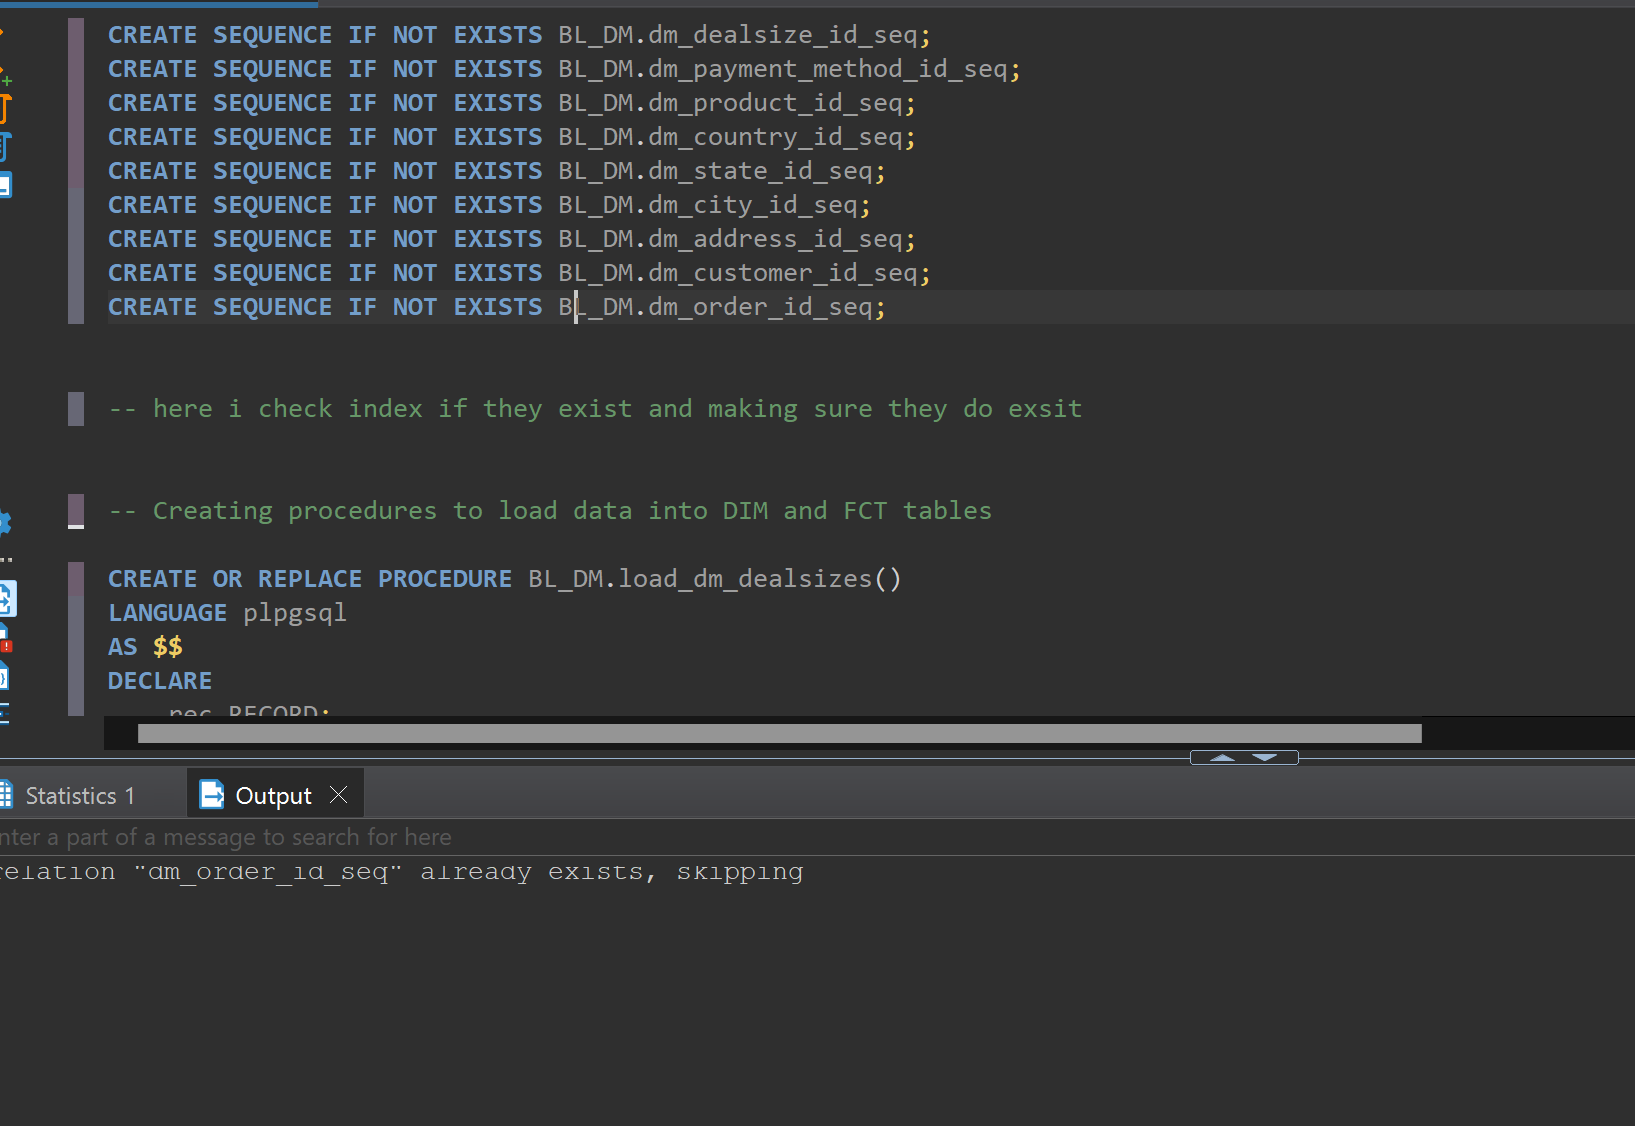 CREATE SEQUENCE IF NOT EXISTS BL_DM.dm_dealsize_id_seq;
CREATE SEQUENCE IF NOT EXISTS BL_DM.dm_payment_method_id_seq;
CREATE SEQUENCE IF NOT EXISTS BL_DM.dm_product_id_seq;
CREATE SEQUENCE IF NOT EXISTS BL_DM.dm_country_id_seq;
CREATE SEQUENCE IF NOT EXISTS BL_DM.dm_state_id_seq;
CREATE SEQUENCE IF NOT EXISTS BL_DM.dm_city_id_seq;
CREATE SEQUENCE IF NOT EXISTS BL_DM.dm_address_id_seq;
CREATE SEQUENCE IF NOT EXISTS BL_DM.dm_customer_id_seq;
CREATE SEQUENCE IF NOT EXISTS BL_DM.dm_order_id_seq;
-- here i check index if they exist and making sure they do exsit
-- Creating procedures to load data into DIM and FCT tables
CREATE OR REPLACE PROCEDURE BL_DM.load_dm_dealsizes()
LANGUAGE plpgsql
AS $$
DECLARE
rec RECORD;
Statistics 1
Output
nter a part of a message to search for here
relation "dm_order_id_seq" already exists, skipping